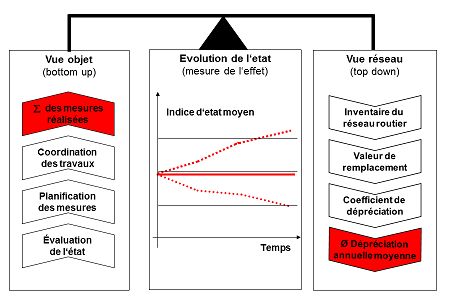 Vue objet
(bottom up)
Σ des mesures
réalisées
Coordination
des travaux
Planification
des mesures
Évaluation
de l'état
Evolution de l'etat
(mesure de l'effet)
Indice d'etat moyen
Temps
Vue réseau
(top down)
Inventaire du
réseau routier
Valeur de
remplacement
Coefficient de
dépréciation
Ø Dépréciation
annuelle moyenne